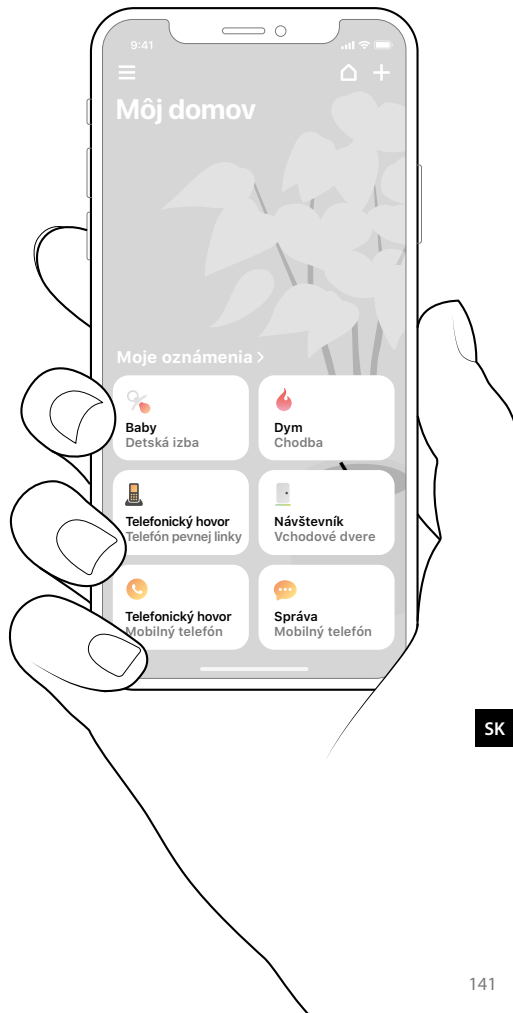 9:41
Môj domov
Moje oznámenia
Baby
Detská izba
Dym
Chodba
Telefonický hovor
Telefón pevnej linky
Návštevník
Vchodové dvere
Telefonický hovor
Mobilný telefón
Správa
Mobilný telefón
SK
141